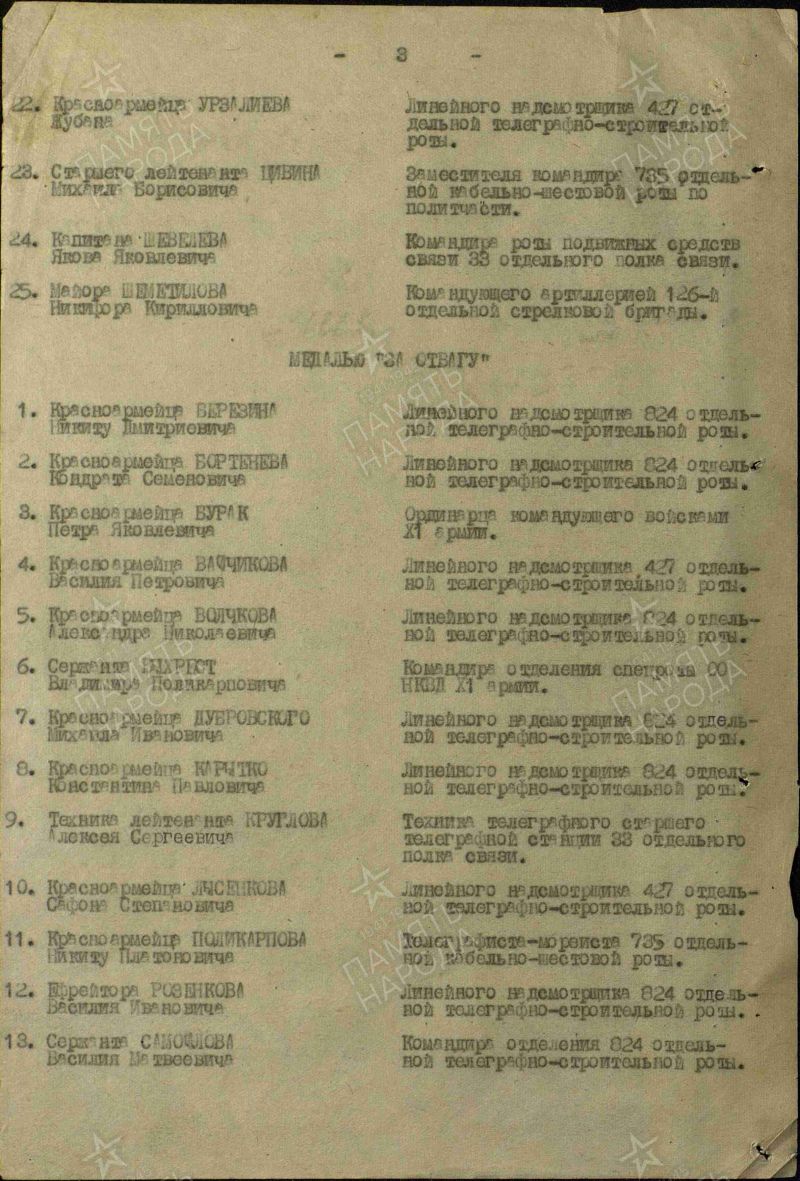 - 3 -
22. Красноармейца УРЗАЛИЕВА Линейного надсмотрщика 427 от-
Жубана дельной телеграфно-строительной
роты.
23. Старшего лейтенанта ЦИВИНА Заместителя командира 735 отдель-
Михаила Борисовича ной кабельно-шестовой роты по
политчасти.
24. Капитана ШЕВЕЛЕВА Командира роты подвижных средств
Якова Яковлевича связи 33 отдельного полка связи.
25. Майора ШЕМЕТИЛОВА Командующего артиллерией 126-й
Никифора Кирилловича отдельной стрелковой бригады.
МЕДАЛЬЮ "ЗА ОТВАГУ"
1. Красноармейца БЕРЕЗИНА Линейного надсмотрщика 824 отдель-
Никиту Дмитриевича ной телеграфно-строительной роты.
2. Красноармейца БОРТЕНЕВА Линейного надсмотрщика 824 отдель-
Кондрата Семеновича ной телеграфно-строительной роты.
3. Красноармейца БУРАК Ординарца командующего войсками
Петра Яковлевича Х1 армии.
4. Красноармейца ВАЙЧИКОВА Линейного надсмотрщика 427 отдель-
Василия Петровича ной телеграфно-строительной роты.
5. Красноармейца ВОЛЧКОВА Линейного надсмотрщика 824 отдель-
Александра Николаевича ной телеграфно-строительной роты.
6. Сержанта Командира отделения спецроты ОО
Владимира Поликарповича НКВД Х1 армии.
7. Красноармейца ДУБРОВСКОГО Линейного надсмотрщика 824 отдель-
Михаила Ивановича ной телеграфно-строительной роты.
8. Красноармейца КАРЫТКО Линейного надсмотрщика 824 отдель-
Константина Павловича ной телеграфно-строительной роты.
9. Техника лейтенанта КРУГЛОВА Техника телеграфного старшего
Алексея Сергеевича телеграфной станции 33 отдельного
полка связи.
10. Красноармейца ЛЫСЕНКОВА Линейного надсмотрщика 427 отдель-
Сафона Степановича ной телеграфно-строительной роты.
11. Красноармейца ПОЛИКАРПОВА Телеграфиста-морзиста 735 отдель-
Никиту Платоновича ной кабельно-шестовой роты.
12. Ефрейтора РОЗЕНКОВА Линейного надсмотрщика 824 отдель-
Василия Ивановича ной телеграфно-строительной роты.
13. Сержанта САМОЙЛОВА Командира отделения 824 отдель-
Василия Матвеевича ной телеграфно-строительной роты.
ПАМЯТЬ НАРОДА